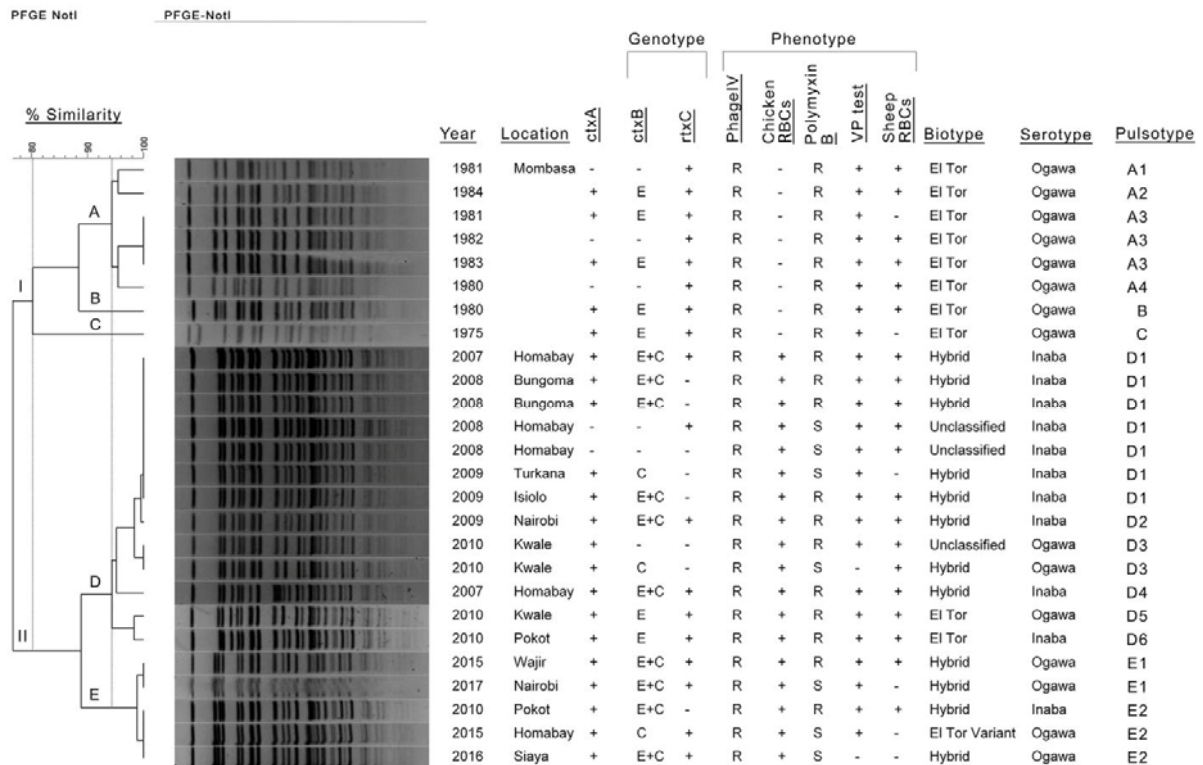 PFGE NotI PFGE-NotI
Genotype Phenotype
% Similarity
80 90 100
Year Location ctxA ctxB rtxC PhageIV Chicken RBCs Polymyxin B VP test Sheep RBCs Biotype Serotype Pulsotype
1981 Mombasa - - + R - R + + El Tor Ogawa A1
1984 + E + R - R + + El Tor Ogawa A2
A 1981 + E + R - R + - El Tor Ogawa A3
1982 - - + R - R + + El Tor Ogawa A3
1983 + E + R - R + + El Tor Ogawa A3
I 1980 - - + R - R + + El Tor Ogawa A4
B 1980 + E + R - R + + El Tor Ogawa B
C 1975 + E + R - R + - El Tor Ogawa C
2007 Homabay + E+C + R + R + + Hybrid Inaba D1
2008 Bungoma + E+C - R + R + + Hybrid Inaba D1
2008 Bungoma + E+C - R + R + + Hybrid Inaba D1
2008 Homabay - - + R + S + + Unclassified Inaba D1
2008 Homabay - - - R + S + + Unclassified Inaba D1
2009 Turkana + C - R + S + - Hybrid Inaba D1
2009 Isiolo + E+C - R + R + + Hybrid Inaba D1
2009 Nairobi + E+C + R + R + + Hybrid Inaba D2
2010 Kwale + - - R + R + + Unclassified Ogawa D3
2010 Kwale + C - R + S - + Hybrid Ogawa D3
D 2007 Homabay + E+C + R + R + + Hybrid Inaba D4
2010 Kwale + E + R + R + + El Tor Ogawa D5
II 2010 Pokot + E + R + R + + El Tor Inaba D6
2015 Wajir + E+C + R + R + + Hybrid Ogawa E1
E 2017 Nairobi + E+C + R + S + - Hybrid Ogawa E1
2010 Pokot + E+C - R + R + + Hybrid Inaba E2
2015 Homabay + C + R + S + - El Tor Variant Ogawa E2
2016 Siaya + E+C + R + S - - Hybrid Ogawa E2